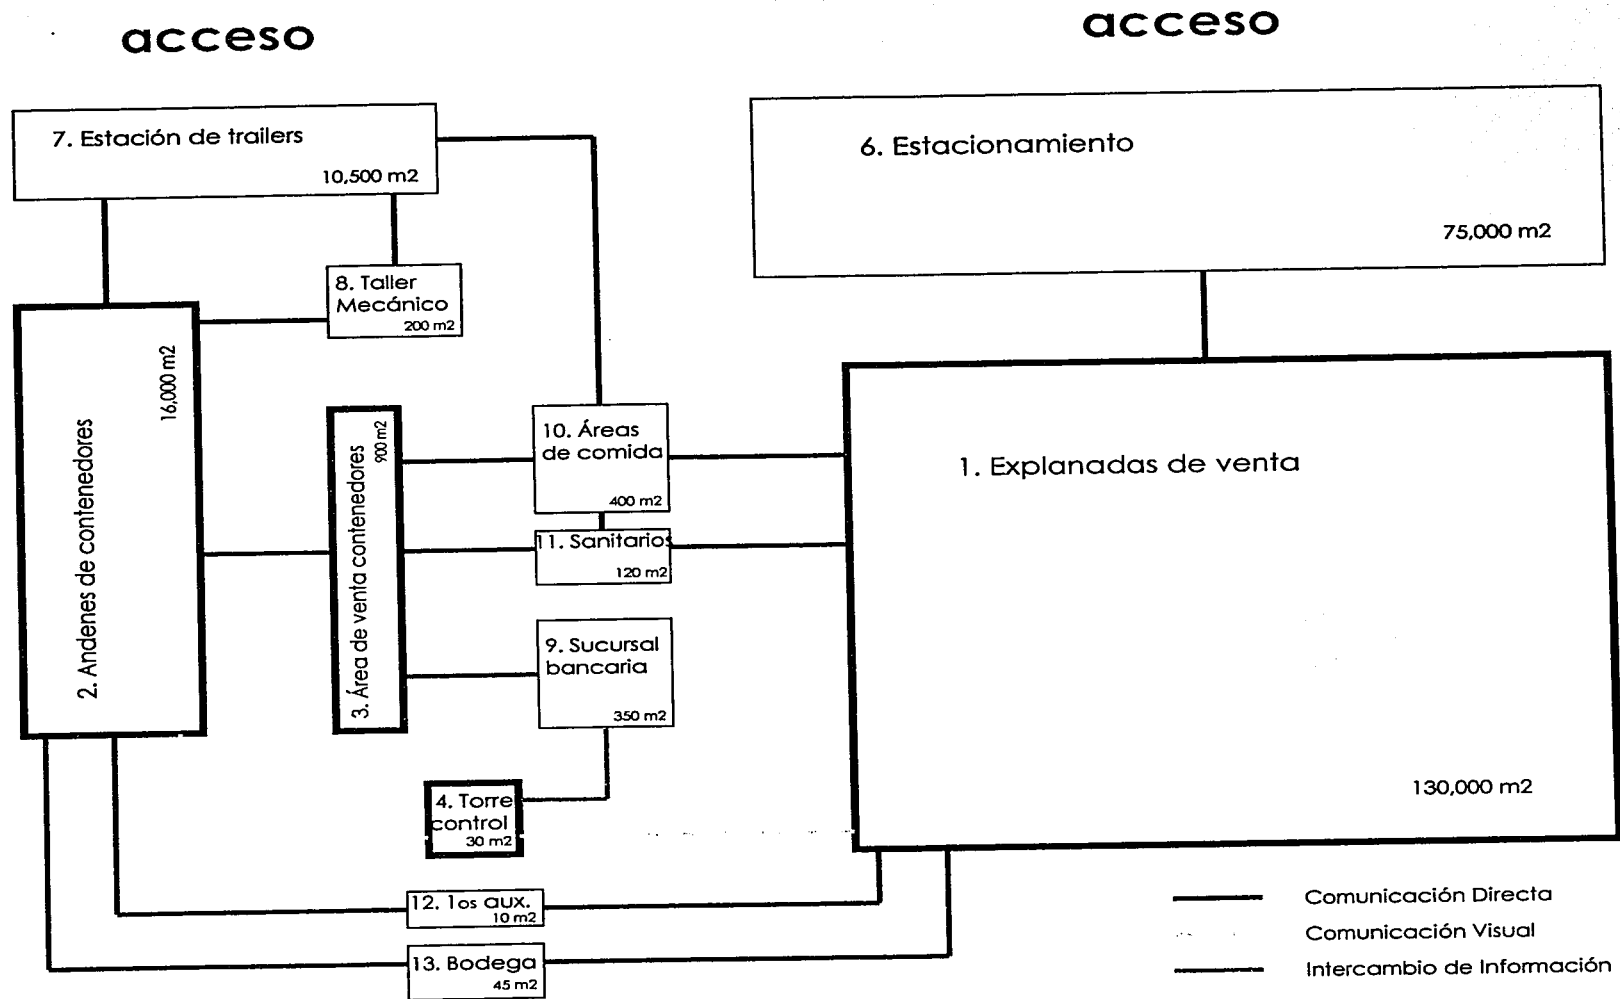 acceso
acceso
7. Estación de trailers
10,500 m2
6. Estacionamiento
75,000 m2
8. Taller
Mecánico
200 m2
2. Andenes de contenedores
16,000 m2
3. Área de venta contenedores
900 m2
10. Áreas
de comida
400 m2
11. Sanitarios
120 m2
9. Sucursal
bancaria
350 m2
1. Explanadas de venta
130,000 m2
4. Torre
control
30 m2
12. 1os aux.
10 m2
13. Bodega
45 m2
Comunicación Directa
Comunicación Visual
Intercambio de Información